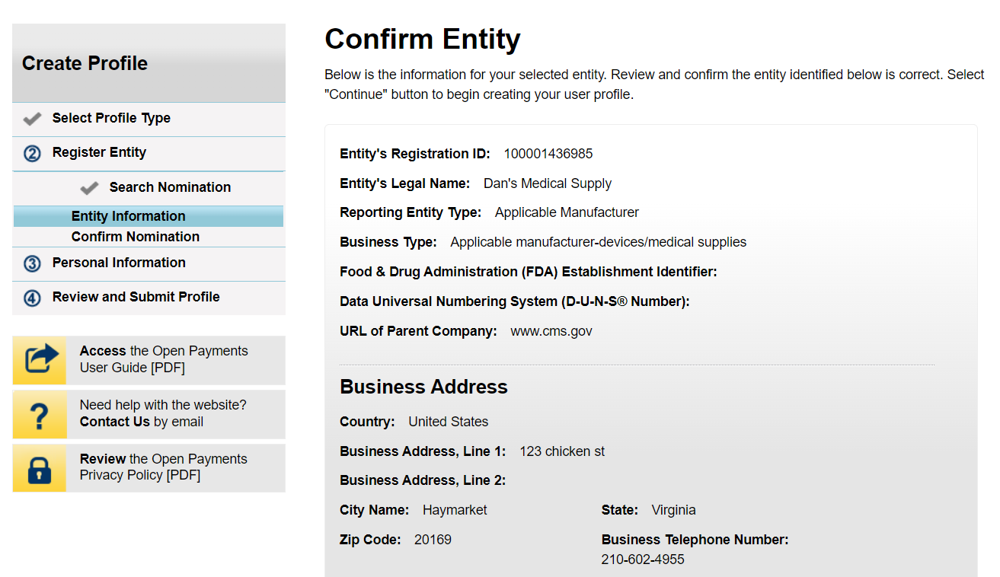 Create Profile
Select Profile Type
2 Register Entity
Search Nomination
Entity Information
Confirm Nomination
3 Personal Information
4 Review and Submit Profile
Access the Open Payments
User Guide [PDF]
? Need help with the website?
Contact Us by email
Review the Open Payments
Privacy Policy [PDF]
Confirm Entity
Below is the information for your selected entity. Review and confirm the entity identified below is correct. Select
"Continue" button to begin creating your user profile.
Entity's Registration ID: 100001436985
Entity's Legal Name: Dan's Medical Supply
Reporting Entity Type: Applicable Manufacturer
Business Type: Applicable manufacturer-devices/medical supplies
Food & Drug Administration (FDA) Establishment Identifier:
Data Universal Numbering System (D-U-N-S® Number):
URL of Parent Company: www.cms.gov
Business Address
Country: United States
Business Address, Line 1: 123 chicken st
Business Address, Line 2:
City Name: Haymarket State: Virginia
Zip Code: 20169 Business Telephone Number:
210-602-4955